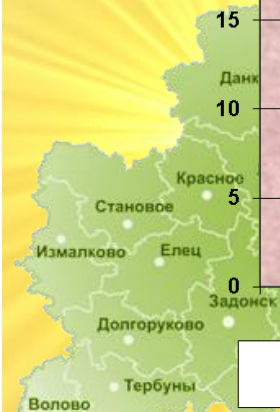 15
Данк
10
Красное
5
Становое
Измалково
Елец
0
Задонск
Долгоруково
Тербуны
Волово